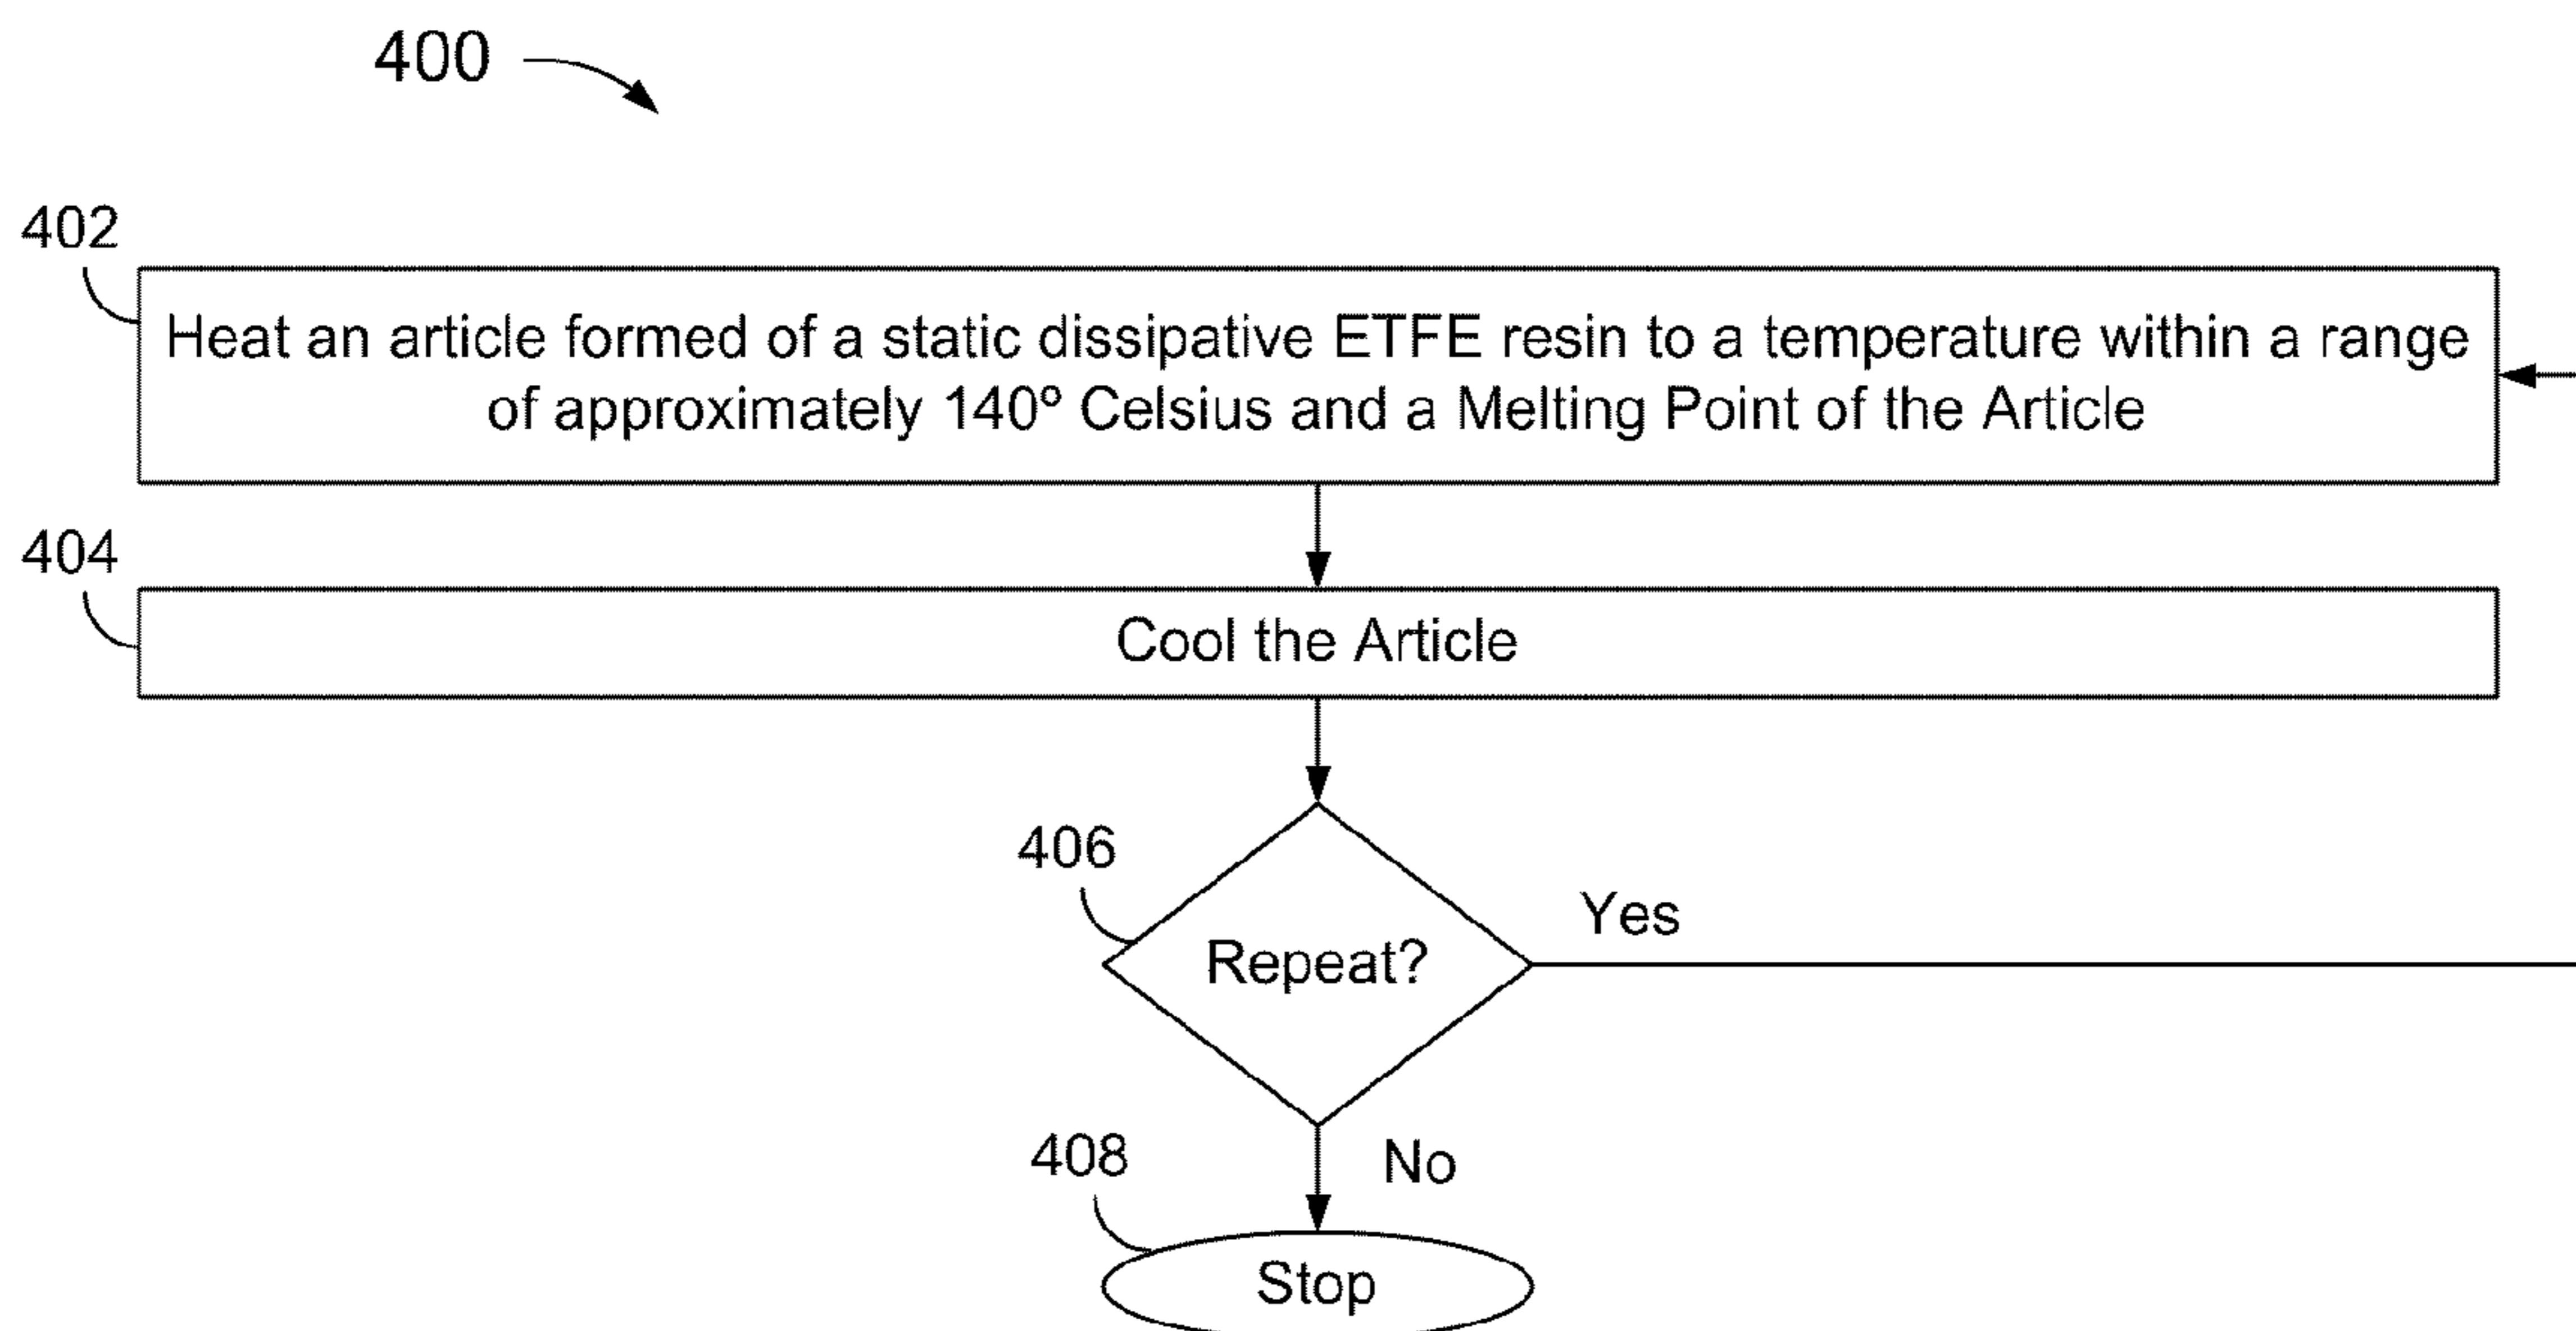 400
402
Heat an article formed of a static dissipative ETFE resin to a temperature within a range
of approximately 140º Celsius and a Melting Point of the Article
404
Cool the Article
406
Repeat?
Yes
No
408
Stop